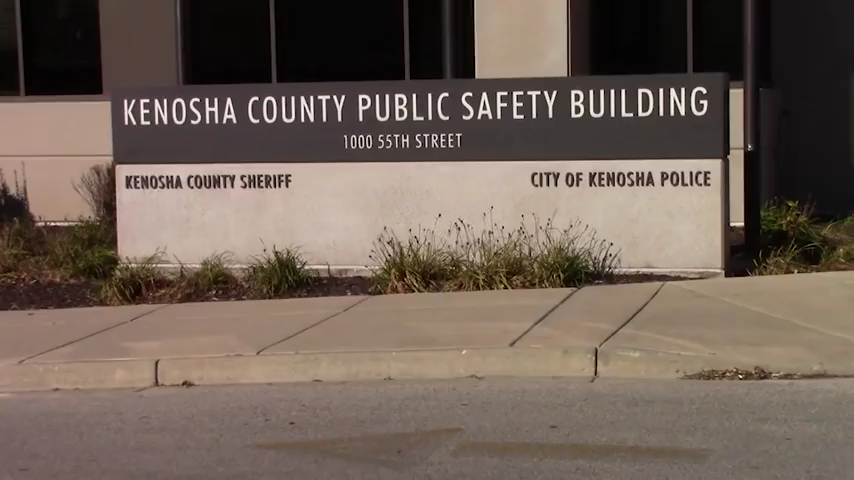 KENOSHA COUNTY PUBLIC SAFETY BUILDING
1000 55TH STREET
KENOSHA COUNTY SHERIFF
CITY OF KENOSHA POLICE